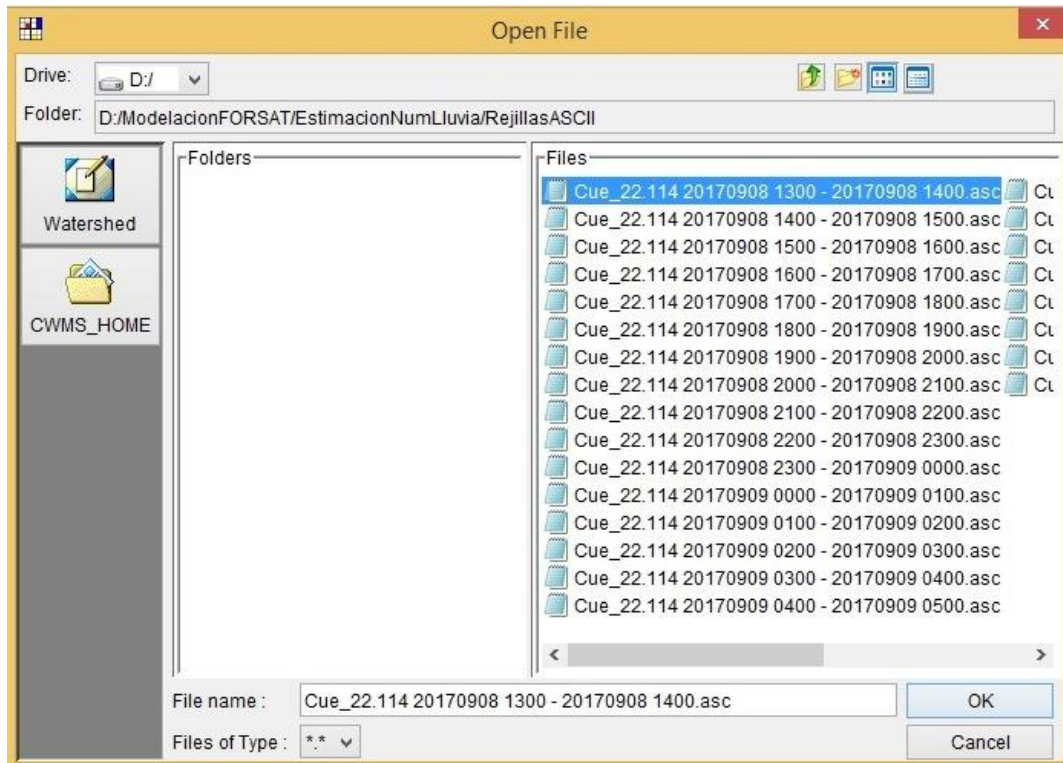 Open File
Drive: D:/
Folder: D:/ModelacionFORSAT/EstimacionNumLluvia/RejillasASCII
Watershed
CWMS_HOME
Folders
Files
Cue_22.114 20170908 1300 - 20170908 1400.asc
Cue_22.114 20170908 1400 - 20170908 1500.asc
Cue_22.114 20170908 1500 - 20170908 1600.asc
Cue_22.114 20170908 1600 - 20170908 1700.asc
Cue_22.114 20170908 1700 - 20170908 1800.asc
Cue_22.114 20170908 1800 - 20170908 1900.asc
Cue_22.114 20170908 1900 - 20170908 2000.asc
Cue_22.114 20170908 2000 - 20170908 2100.asc
Cue_22.114 20170908 2100 - 20170908 2200.asc
Cue_22.114 20170908 2200 - 20170908 2300.asc
Cue_22.114 20170908 2300 - 20170909 0000.asc
Cue_22.114 20170909 0000 - 20170909 0100.asc
Cue_22.114 20170909 0100 - 20170909 0200.asc
Cue_22.114 20170909 0200 - 20170909 0300.asc
Cue_22.114 20170909 0300 - 20170909 0400.asc
Cue_22.114 20170909 0400 - 20170909 0500.asc
File name : Cue_22.114 20170908 1300 - 20170908 1400.asc
OK
Files of Type : *.*
Cancel